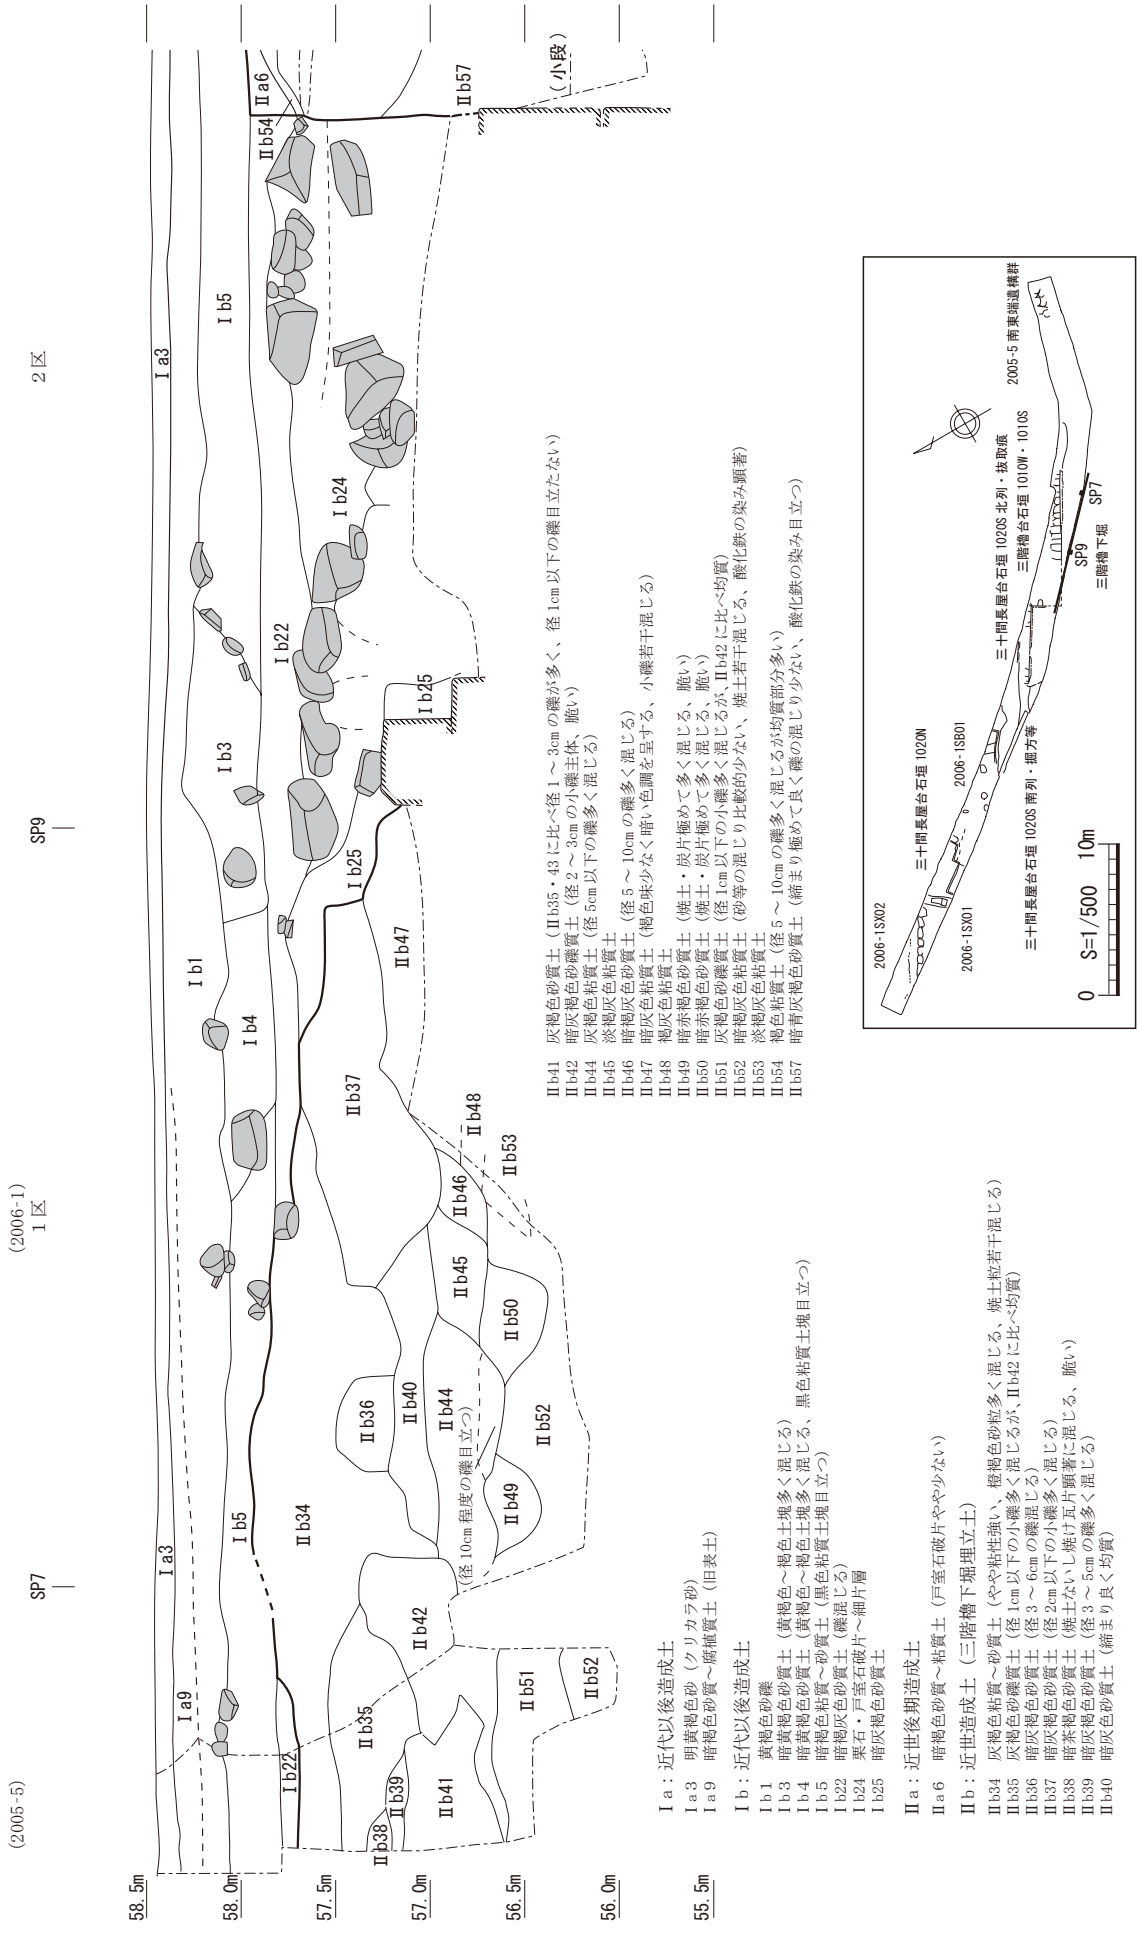 (2005-5)
(2006-1)
1区
2区
SP7
SP9
58.5m
58.0m
57.5m
57.0m
56.5m
56.0m
55.5m
Ⅰa3
Ⅰa3
Ⅰa9
Ⅰb1
Ⅰb3
Ⅰb4
Ⅰb5
Ⅰb5
Ⅰb22
Ⅰb22
Ⅰb24
Ⅰb25
Ⅰb25
Ⅱa6
Ⅱb54
Ⅱb57
(小段)
Ⅱb34
Ⅱb35
Ⅱb36
Ⅱb37
Ⅱb38
Ⅱb39
Ⅱb40
Ⅱb41
Ⅱb42
Ⅱb44
(径10cm程度の礫目立つ)
Ⅱb45
Ⅱb46
Ⅱb47
Ⅱb48
Ⅱb49
Ⅱb50
Ⅱb51
Ⅱb52
Ⅱb52
Ⅱb53
Ⅰa:近代以後造成土
Ⅰa3 明黄褐色砂(クリカラ砂)
Ⅰa9 暗褐色砂質~腐植質土(旧表土)
Ⅰb:近代以後造成土
Ⅰb1 黄褐色砂礫
Ⅰb3 暗黄褐色砂質土(黄褐色~褐色土塊多く混じる)
Ⅰb4 暗黄褐色砂質土(黄褐色~褐色土塊多く混じる、黒色粘質土塊目立つ)
Ⅰb5 暗褐色粘質~砂質土(黒色粘質土塊目立つ)
Ⅰb22 暗褐灰色砂質土(礫混じる)
Ⅰb24 栗石・戸室石破片~細片層
Ⅰb25 暗灰褐色砂質土
Ⅱa:近世後期造成土
Ⅱa6 暗褐色砂質~粘質土(戸室石破片やや少ない)
Ⅱb:近世造成土(三階櫓下堀埋立土)
Ⅱb34 灰褐色粘質~砂質土(やや粘性強い、橙褐色砂粒多く混じる、焼土粒若干混じる)
Ⅱb35 灰褐色砂礫質土(径1cm以下の小礫多く混じるが、Ⅱb42に比べ均質)
Ⅱb36 暗灰褐色砂質土(径3~6cmの礫混じる)
Ⅱb37 暗灰褐色砂質土(径2cm以下の小礫多く混じる)
Ⅱb38 暗茶褐色砂質土(焼土ないし焼け瓦片顕著に混じる、脆い)
Ⅱb39 暗灰褐色砂質土(径3~5cmの礫多く混じる)
Ⅱb40 暗灰色砂質土(締まり良く均質)
Ⅱb41 灰褐色砂質土(Ⅱb35・43に比べ径1~3cmの礫が多く、径1cm以下の礫目立たない)
Ⅱb42 暗灰褐色砂礫質土(径2~3cmの小礫主体、脆い)
Ⅱb44 灰褐色粘質土(径5cm以下の礫多く混じる)
Ⅱb45 淡褐灰色粘質土
Ⅱb46 暗褐灰色砂質土(径5~10cmの礫多く混じる)
Ⅱb47 暗灰色粘質土(褐色味少なく暗い色調を呈する、小礫若干混じる)
Ⅱb48 褐灰色粘質土
Ⅱb49 暗赤褐色砂質土(焼土・炭片極めて多く混じる、脆い)
Ⅱb50 暗赤褐色砂質土(焼土・炭片極めて多く混じる、脆い)
Ⅱb51 灰褐色砂礫質土(径1cm以下の小礫多く混じるが、Ⅱb42に比べ均質)
Ⅱb52 暗褐灰色粘質土(砂等の混じり比較的少ない、焼土若干混じる、酸化鉄の染み顕著)
Ⅱb53 淡褐灰色粘質土
Ⅱb54 褐色粘質土(径5~10cmの礫多く混じるが均質部分多い)
Ⅱb57 暗青灰褐色砂質土(締まり極めて良く礫の混じり少ない、酸化鉄の染み目立つ)
2006-1SX02
2006-1SX01
三十間長屋台石垣1020N
2006-1SB01
三十間長屋台石垣1020S南列・掘方等
三十間長屋台石垣1020S北列・抜取痕
三階櫓台石垣1010W・1010S
2005-5南東端遺構群
SP9
SP7
三階櫓下堀
0 S=1/500 10m